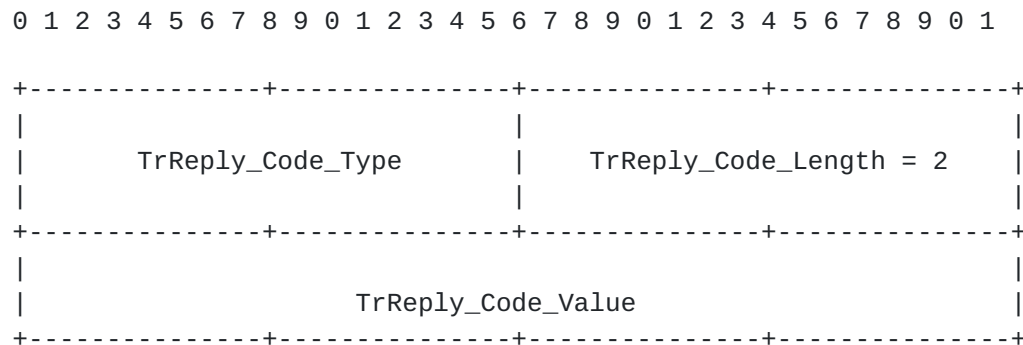 0 1 2 3 4 5 6 7 8 9 0 1 2 3 4 5 6 7 8 9 0 1 2 3 4 5 6 7 8 9 0 1
+---------------+---------------+---------------+---------------+
|                               |                               |
|       TrReply_Code_Type       |    TrReply_Code_Length = 2    |
|                               |                               |
+---------------+---------------+---------------+---------------+
|                                                               |
|                     TrReply_Code_Value                        |
+---------------+---------------+---------------+---------------+